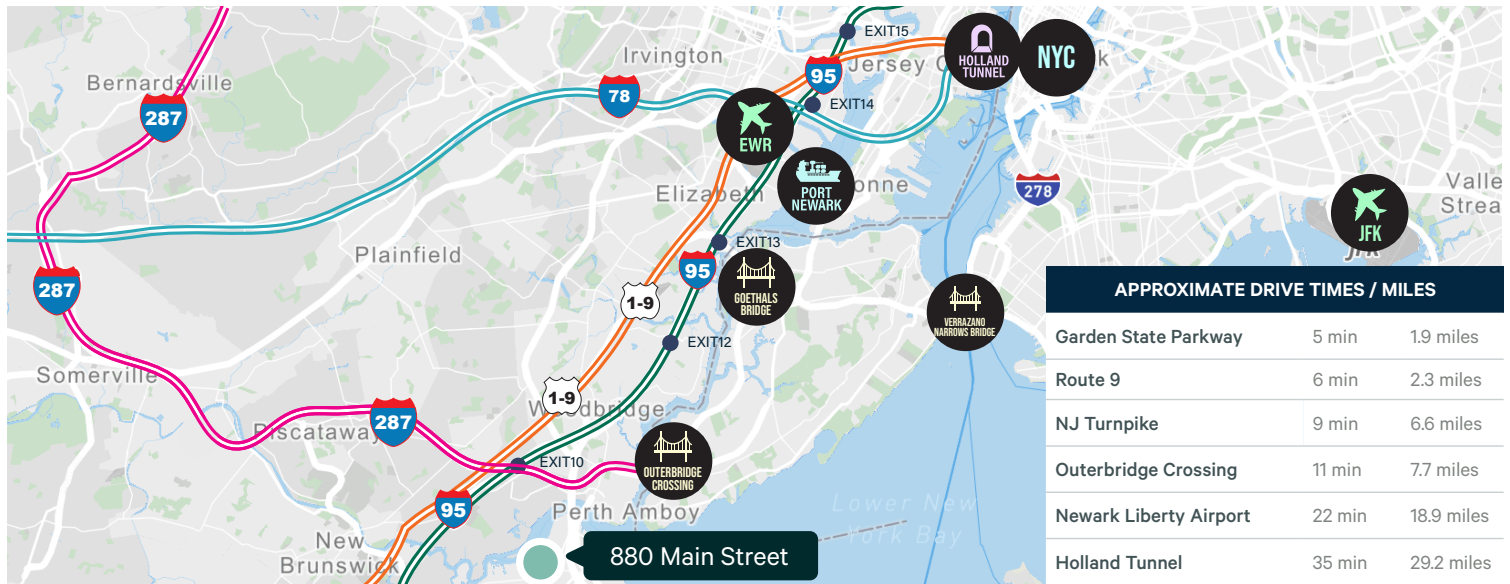 EXIT15
Irvington
HOLLAND
TUNNEL
NYC
k
Jersey C
95
Bernardsville
78
287
EXIT14
EWR
PORT
NEWARK
onne
Elizabeth
278
Valle
Strea
JFK
JFK
EXIT13
Plainfield
95
287
GOETHALS
BRIDGE
1-9
VERRAZANO
NARROWS BRIDGE
EXIT12
Somerville
1-9
W
dbridge
287
Piscataway
OUTERBRIDGE
CROSSING
EXIT10
95
Perth Amboy
Lower New
York Bay
New
Brunswick
880 Main Street
APPROXIMATE DRIVE TIMES / MILES
Garden State Parkway 5 min 1.9 miles
Route 9 6 min 2.3 miles
NJ Turnpike 9 min 6.6 miles
Outerbridge Crossing 11 min 7.7 miles
Newark Liberty Airport 22 min 18.9 miles
Holland Tunnel 35 min 29.2 miles